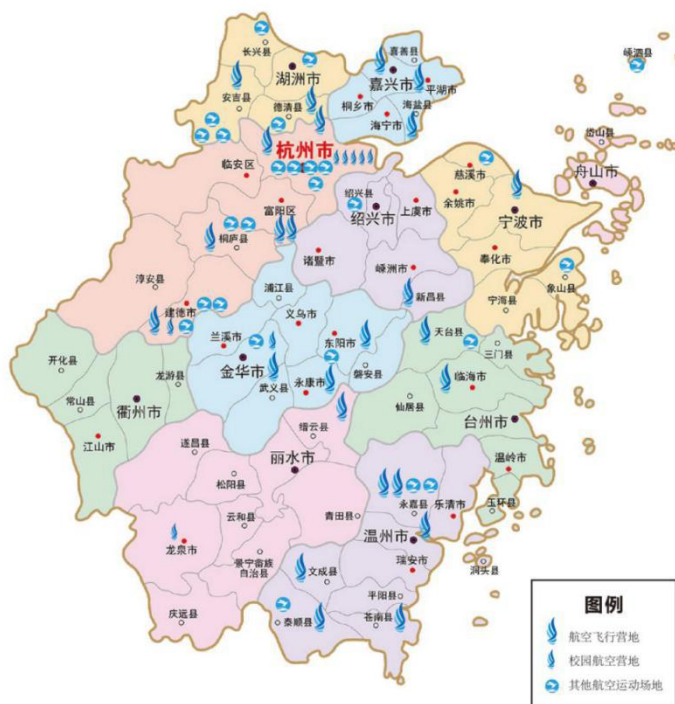 长兴县
湖洲市
安吉县
德清县
嘉善县
嘉兴市
平湖市
桐乡市
海盐县
海宁市
嵊泗县
岱山县
舟山市
杭州市
临安区
富阳区
桐庐县
淳安县
建德市
绍兴县
绍兴市
上虞市
诸暨市
嵊洲市
新昌县
慈溪市
余姚市
宁波市
奉化市
象山县
宁海县
浦江县
义乌市
兰溪市
东阳市
金华市
磐安县
武义县
永康市
开化县
龙游县
常山县
衢州市
江山市
天台县
三门县
临海市
仙居县
台州市
温岭市
玉环县
缙云县
遂昌县
丽水市
松阳县
云和县
青田县
龙泉市
景宁畲族
自治县
庆远县
永嘉县
乐清市
温州市
瑞安市
洞头县
文成县
平阳县
泰顺县
苍南县
图例
航空飞行营地
校园航空营地
其他航空运动场地